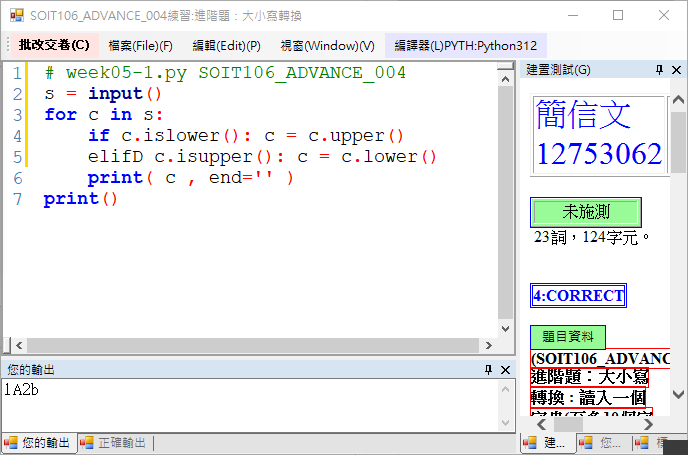 SOIT106_ADVANCE_004練習:進階題：大小寫轉換
批改交卷(C) 檔案(File)(F) 編輯(Edit)(P) 視窗(Window)(V) 編譯器(L)PYTH:Python312
1 # week05-1.py SOIT106_ADVANCE_004
2 s = input()
3 for c in s:
4 if c.islower(): c = c.upper()
5 elifD c.isupper(): c = c.lower()
6 print( c , end='' )
7 print()
您的輸出
1A2b
您的輸出 正確輸出
建置測試(G)
簡信文
12753062
未施測
23詞，124字元。
4:CORRECT
題目資料
(SOIT106_ADVANC
進階題：大小寫
轉換：讀入一個
建... 您...